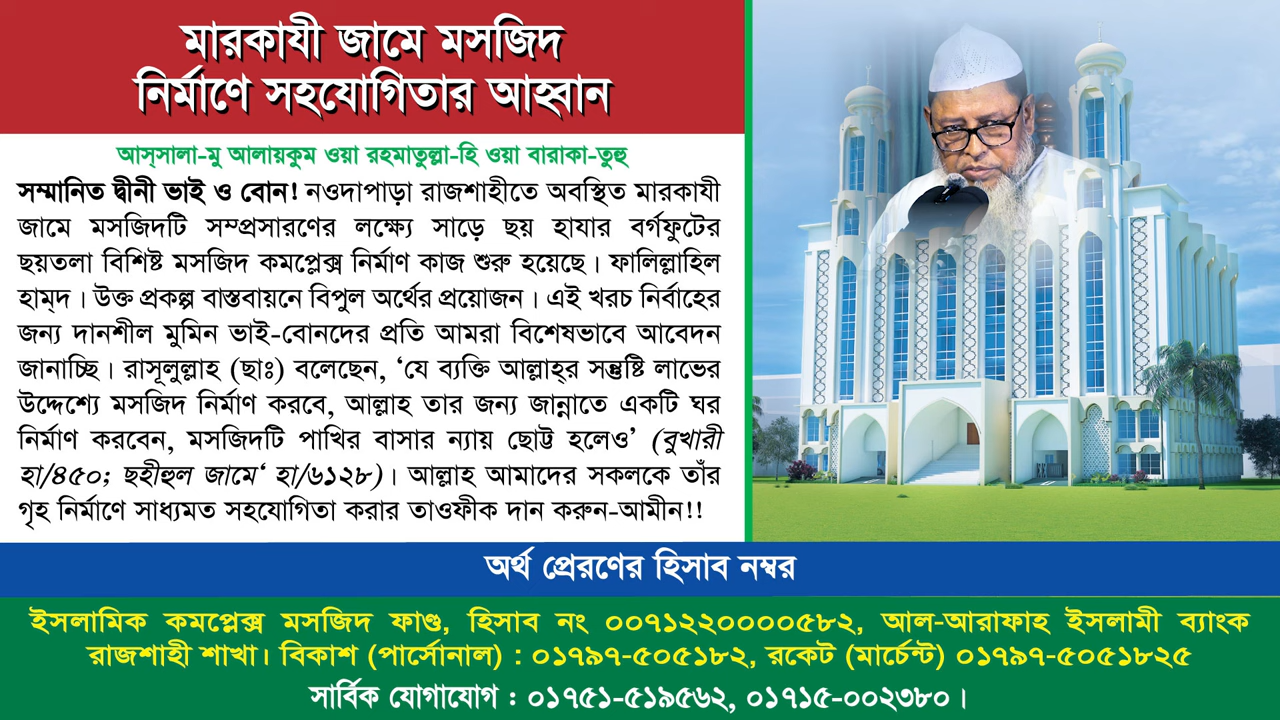 মারকাযী জামে মসজিদ
নির্মাণে সহযোগিতার আহ্বান
আস্সালা-মু আলায়কুম ওয়া রহমাতুল্লা-হি ওয়া বারাকা-তুহু
সম্মানিত দ্বীনী ভাই ও বোন! নওদাপাড়া রাজশাহীতে অবস্থিত মারকাযী
জামে মসজিদটি সম্প্রসারণের লক্ষ্যে সাড়ে ছয় হাযার বর্গফুটের
ছয়তলা বিশিষ্ট মসজিদ কমপ্লেক্স নির্মাণ কাজ শুরু হয়েছে। ফালিল্লাহিল
হাম্দ। উক্ত প্রকল্প বাস্তবায়নে বিপুল অর্থের প্রয়োজন। এই খরচ নির্বাহের
জন্য দানশীল মুমিন ভাই-বোনদের প্রতি আমরা বিশেষভাবে আবেদন
জানাচ্ছি। রাসূলুল্লাহ (ছাঃ) বলেছেন, ‘যে ব্যক্তি আল্লাহ্র সন্তুষ্টি লাভের
উদ্দেশ্যে মসজিদ নির্মাণ করবে, আল্লাহ তার জন্য জান্নাতে একটি ঘর
নির্মাণ করবেন, মসজিদটি পাখির বাসার ন্যায় ছোট্ট হলেও’ (বুখারী
হা/৪৫০; ছহীহুল জামে‘ হা/৬১২৮)। আল্লাহ আমাদের সকলকে তাঁর
গৃহ নির্মাণে সাধ্যমত সহযোগিতা করার তাওফীক দান করুন-আমীন!!
অর্থ প্রেরণের হিসাব নম্বর
ইসলামিক কমপ্লেক্স মসজিদ ফাণ্ড, হিসাব নং ০০৭১২২০০০০৫৮২, আল-আরাফাহ ইসলামী ব্যাংক
রাজশাহী শাখা। বিকাশ (পার্সোনাল) : ০১৭৯৭-৫০৫১৮২, রকেট (মার্চেন্ট) ০১৭৯৭-৫০৫১৮২৫
সার্বিক যোগাযোগ : ০১৭৫১-৫১৯৫৬২, ০১৭১৫-০০২৩৮০।